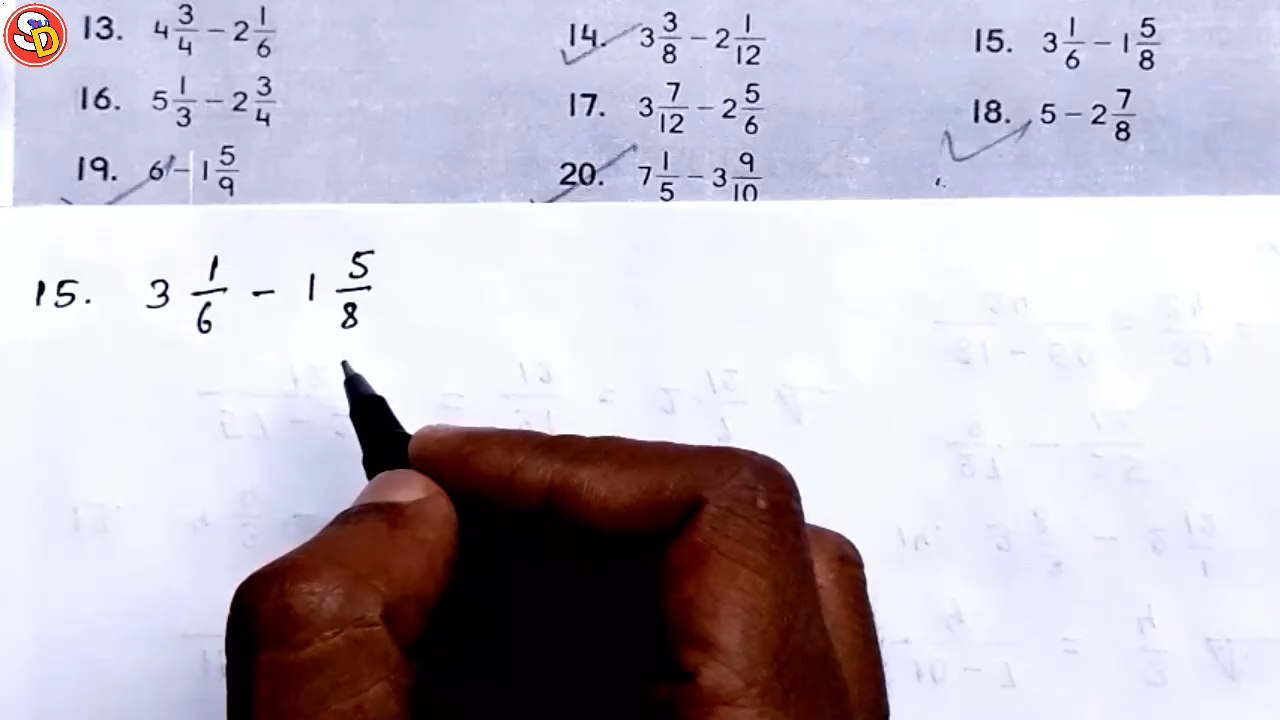 SD
13. 4 3/4 − 2 1/6 14. 3 3/8 − 2 1/12 15. 3 1/6 − 1 5/8
16. 5 1/3 − 2 3/4 17. 3 7/12 − 2 5/6 18. 5 − 2 7/8
19. 6 − 1 5/9 20. 7 1/5 − 3 9/10
15. 3 1/6 − 1 5/8